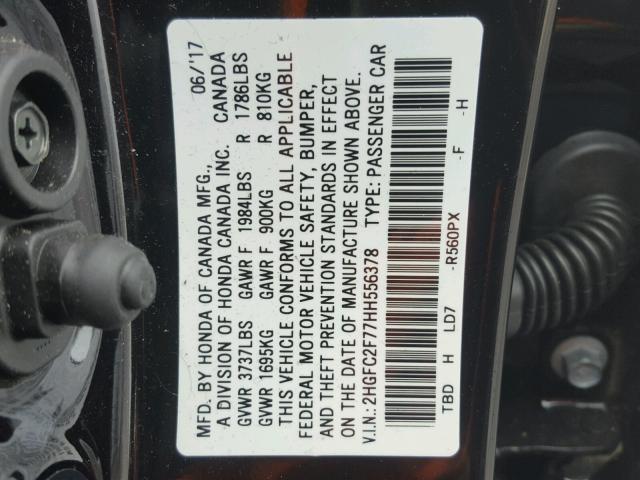 MFD. BY HONDA OF CANADA MFG., 06/'17
A DIVISION OF HONDA CANADA INC. CANADA
GVWR 3737LBS GAWR F 1984LBS R 1786LBS
GVWR 1695KG GAWR F 900KG R 810KG
THIS VEHICLE CONFORMS TO ALL APPLICABLE
FEDERAL MOTOR VEHICLE SAFETY, BUMPER,
AND THEFT PREVENTION STANDARDS IN EFFECT
ON THE DATE OF MANUFACTURE SHOWN ABOVE.
V.I.N.: 2HGFC2F77HH556378 TYPE: PASSENGER CAR
TBD H LD7 -R560PX -F -H